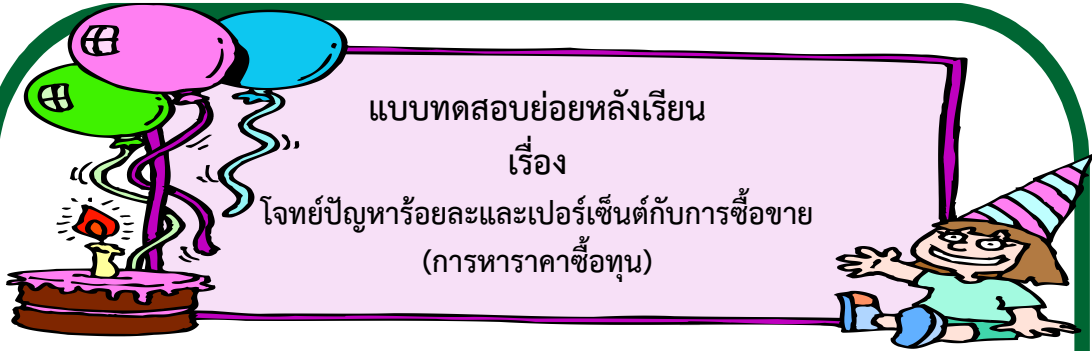 แบบทดสอบย่อยหลังเรียน
เรื่อง
โจทย์ปัญหาร้อยละและเปอร์เซ็นต์กับการซื้อขาย
(การหาราคาซื้อทุน)